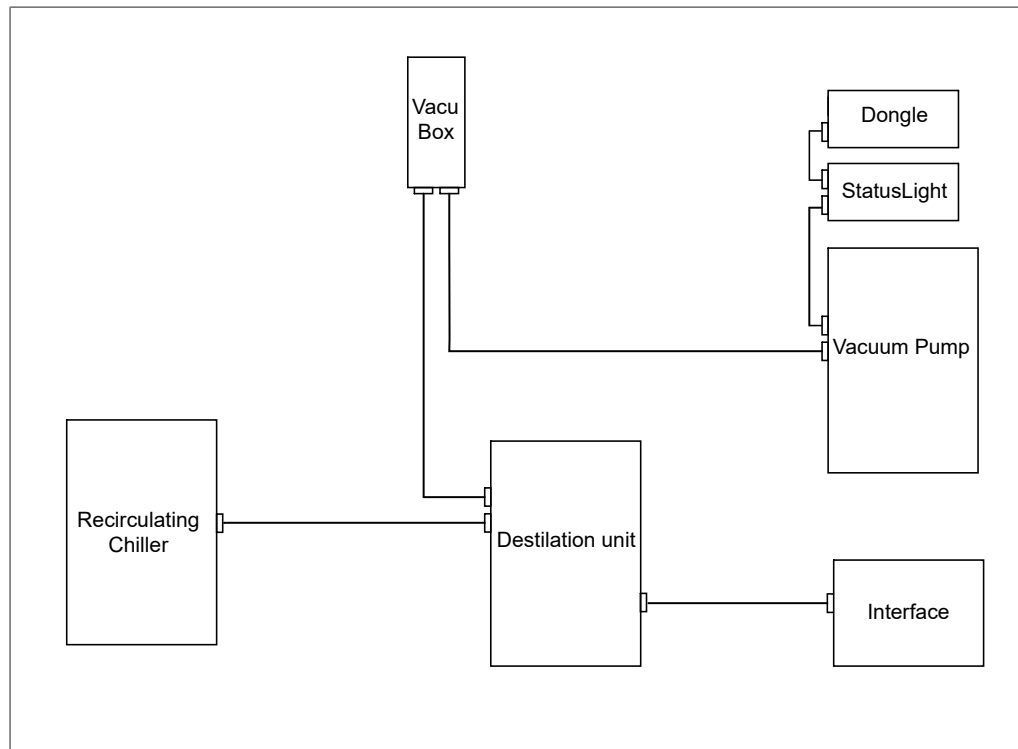 Vacu
Box
Dongle
StatusLight
Vacuum Pump
Recirculating
Chiller
Destilation unit
Interface